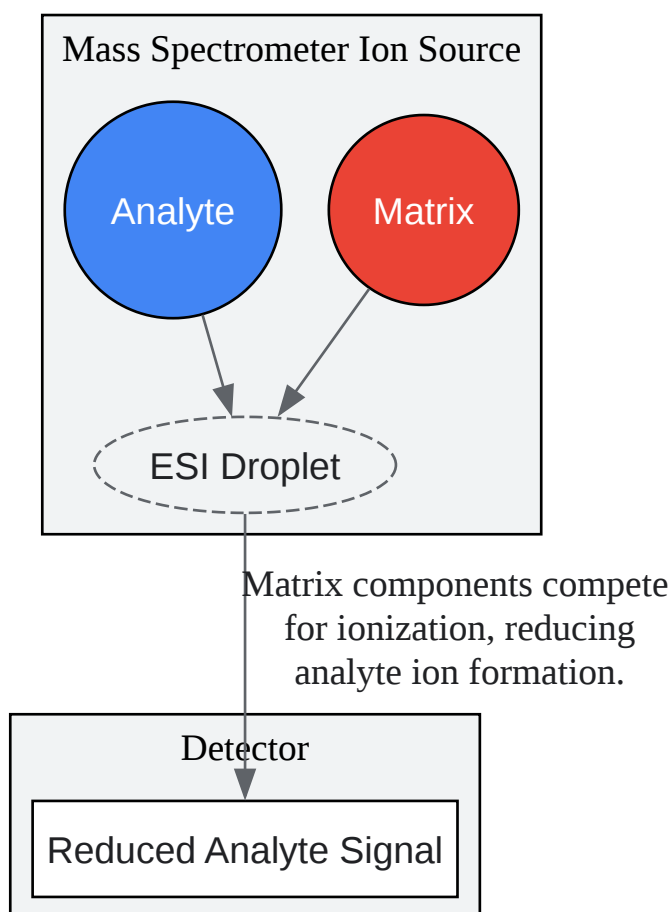 Mass Spectrometer Ion Source
Analyte
Matrix
ESI Droplet
Matrix components compete
for ionization, reducing
analyte ion formation.
Detector
Reduced Analyte Signal